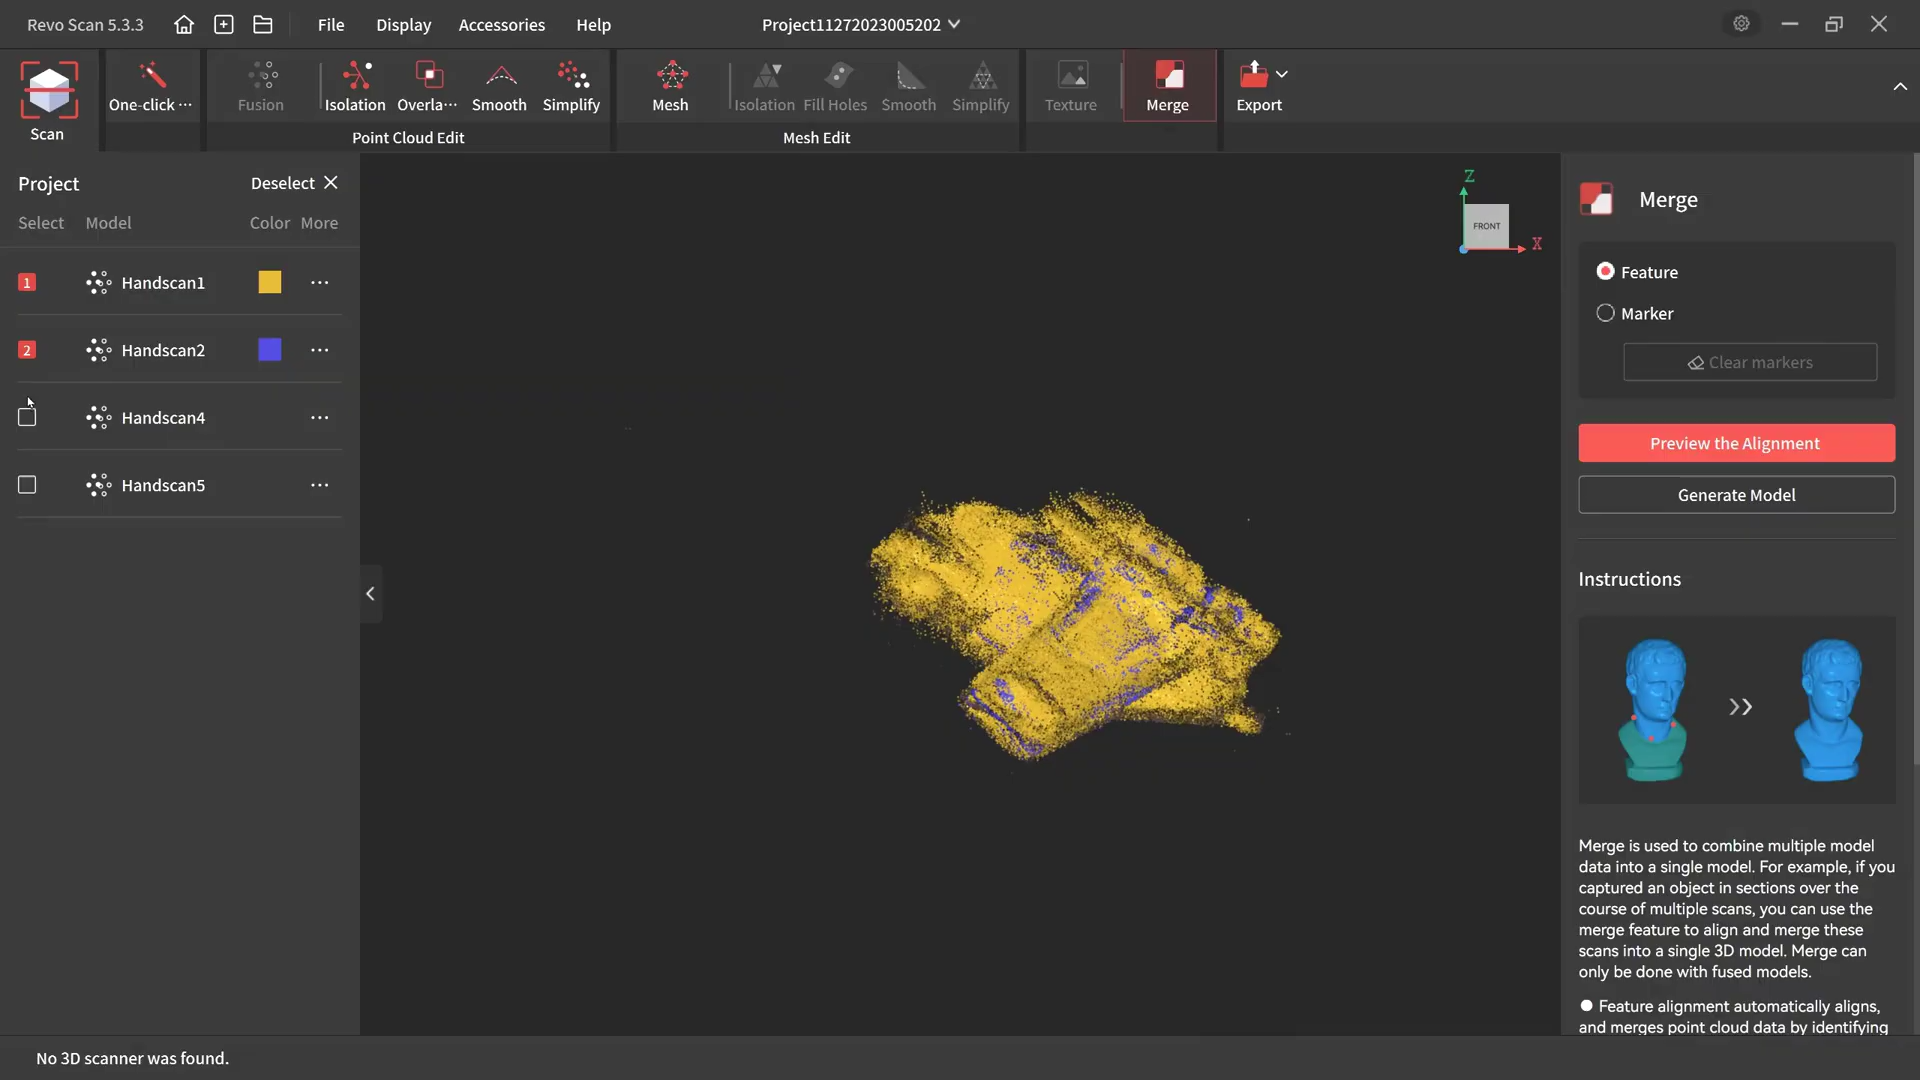 Revo Scan 5.3.3
File
Display
Accessories
Help
Project11272023005202
Scan
One-click ···
Fusion
Isolation
Overla···
Smooth
Simplify
Point Cloud Edit
Mesh
Isolation
Fill Holes
Smooth
Simplify
Mesh Edit
Texture
Merge
Export
Project
Deselect
Select
Model
Color
More
1
Handscan1
2
Handscan2
Handscan4
Handscan5
Z
FRONT
X
Merge
Feature
Marker
Clear markers
Preview the Alignment
Generate Model
Instructions
Merge is used to combine multiple model
data into a single model. For example, if you
captured an object in sections over the
course of multiple scans, you can use the
merge feature to align and merge these
scans into a single 3D model. Merge can
only be done with fused models.
● Feature alignment automatically aligns,
and merges point cloud data by identifying
No 3D scanner was found.